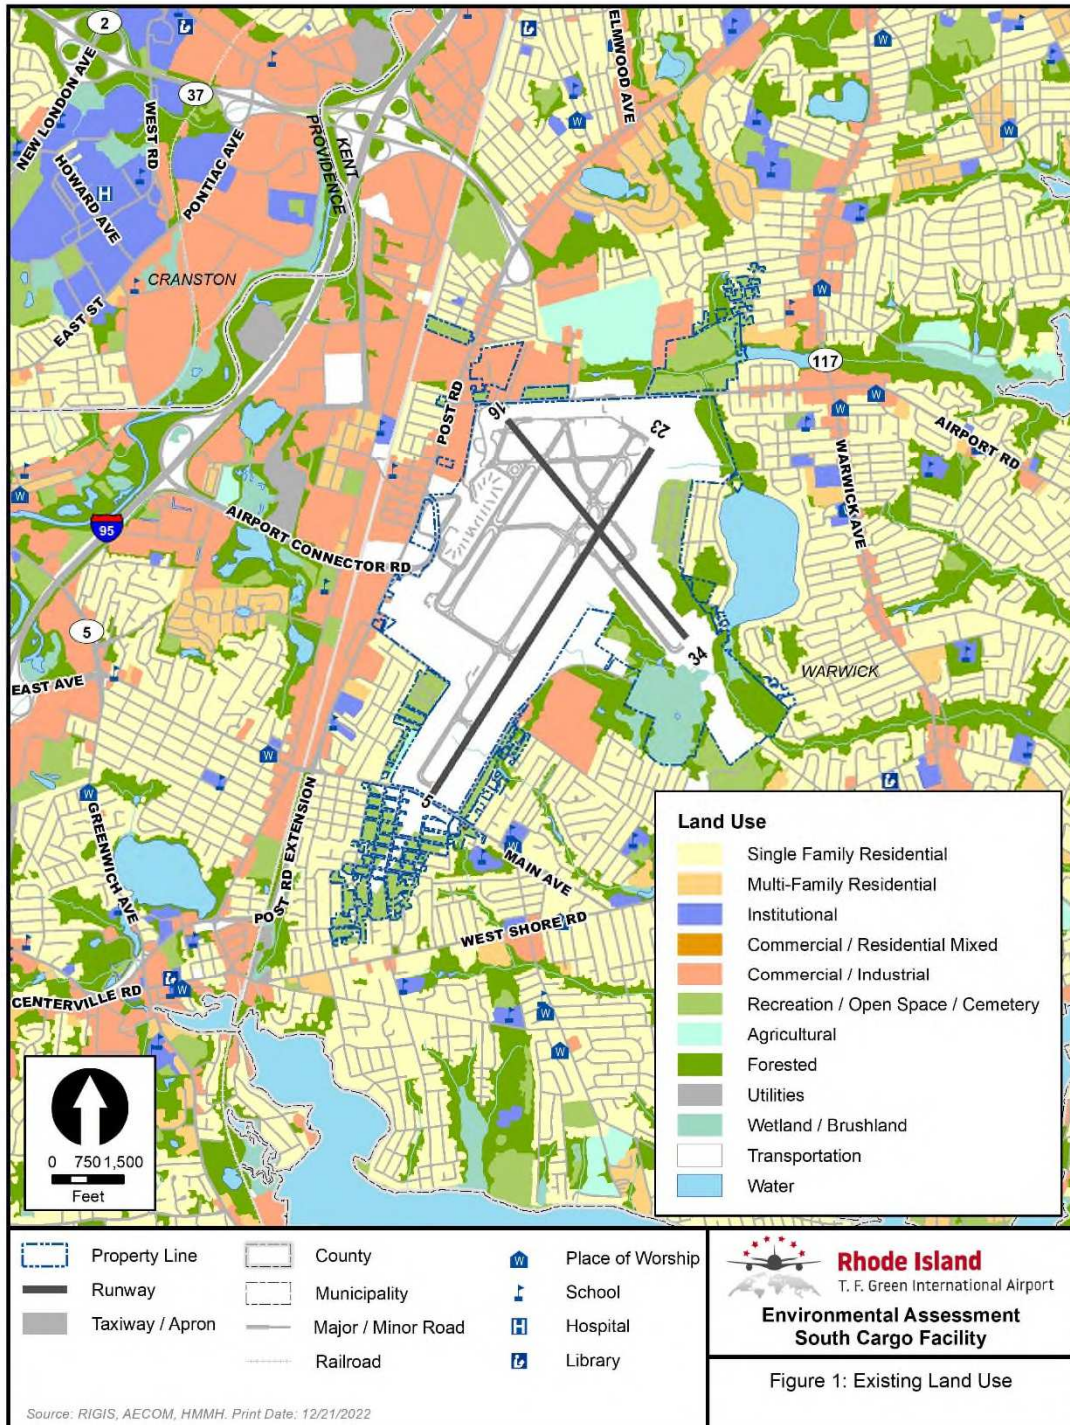 2
NEW LONDON AVE
WEST RD
37
PONTIAC AVE
HOWARD AVE
H
KENT
PROVIDENCE
ELMWOOD AVE
W
W
W
CRANSTON
EAST ST
POST RD
16
23
W
117
W
W
AIRPORT RD
WARWICK AVE
W
95
AIRPORT CONNECTOR RD
5
EAST AVE
34
WARWICK
W
W
5
GREENWICH AVE
POST RD EXTENSION
W
MAIN AVE
WEST SHORE RD
CENTERVILLE RD
W
W
W
Land Use
Single Family Residential
Multi-Family Residential
Institutional
Commercial / Residential Mixed
Commercial / Industrial
Recreation / Open Space / Cemetery
Agricultural
Forested
Utilities
Wetland / Brushland
Transportation
Water
0 750 1,500
Feet
Property Line
Runway
Taxiway / Apron
County
Municipality
Major / Minor Road
Railroad
W Place of Worship
School
H Hospital
Library
Source: RIGIS, AECOM, HMMH. Print Date: 12/21/2022
Rhode Island
T. F. Green International Airport
Environmental Assessment
South Cargo Facility
Figure 1: Existing Land Use